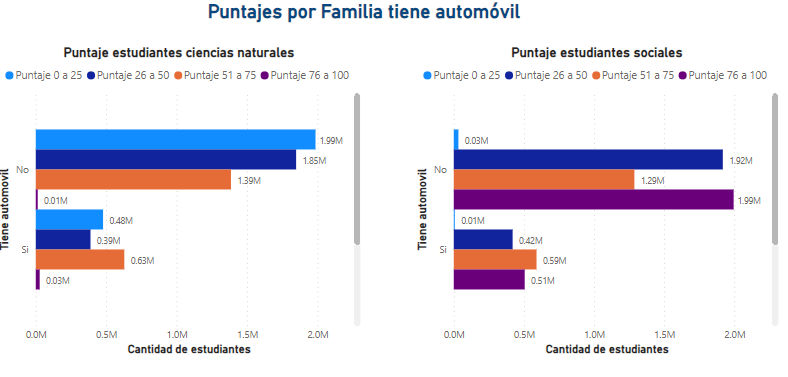 Puntajes por Familia tiene automóvil
Puntaje estudiantes ciencias naturales
Puntaje 0 a 25 Puntaje 26 a 50 Puntaje 51 a 75 Puntaje 76 a 100
Tiene automovil
No
1.99M
1.85M
1.39M
0.01M
Si
0.48M
0.39M
0.63M
0.03M
0.0M 0.5M 1.0M 1.5M 2.0M
Cantidad de estudiantes
Puntaje estudiantes sociales
Puntaje 0 a 25 Puntaje 26 a 50 Puntaje 51 a 75 Puntaje 76 a 100
Tiene automovil
No
0.03M
1.92M
1.29M
1.99M
Si
0.01M
0.42M
0.59M
0.51M
0.0M 0.5M 1.0M 1.5M 2.0M
Cantidad de estudiantes